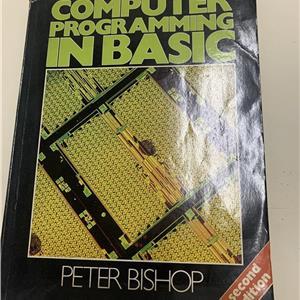 COMPUTER
PROGRAMMING
IN BASIC
PETER BISHOP
second
edition